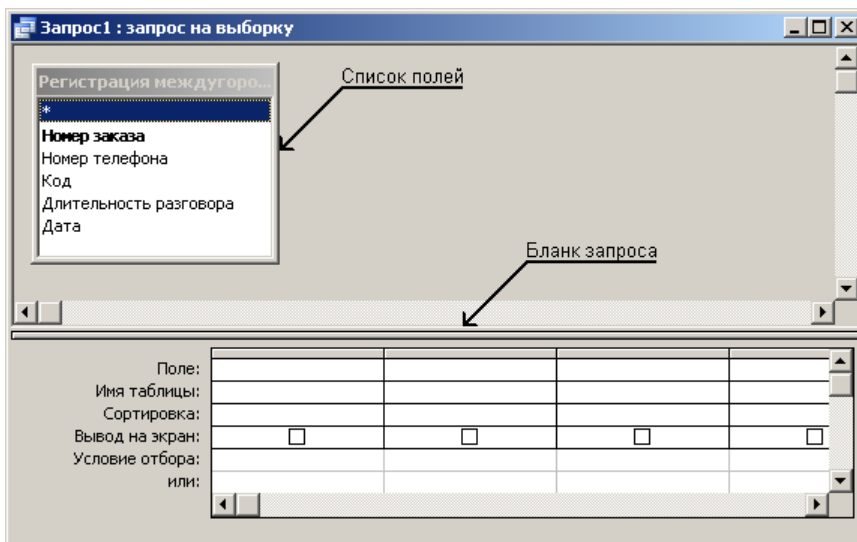 Запрос1 : запрос на выборку
Список полей
Регистрация междугоро...
*
Номер заказа
Номер телефона
Код
Длительность разговора
Дата
Бланк запроса
Поле:
Имя таблицы:
Сортировка:
Вывод на экран:
Условие отбора:
или: